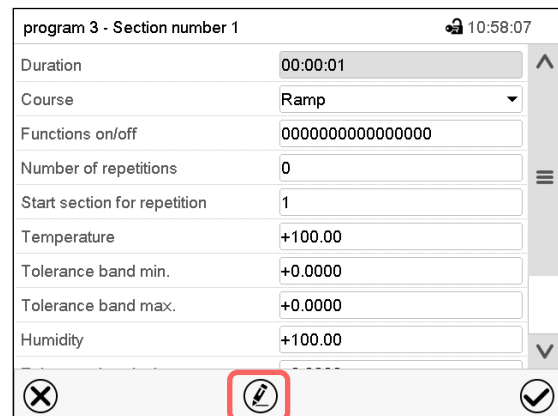 program 3 - Section number 1 10:58:07
Duration 00:00:01
Course Ramp
Functions on/off 0000000000000000
Number of repetitions 0
Start section for repetition 1
Temperature +100.00
Tolerance band min. +0.0000
Tolerance band max. +0.0000
Humidity +100.00